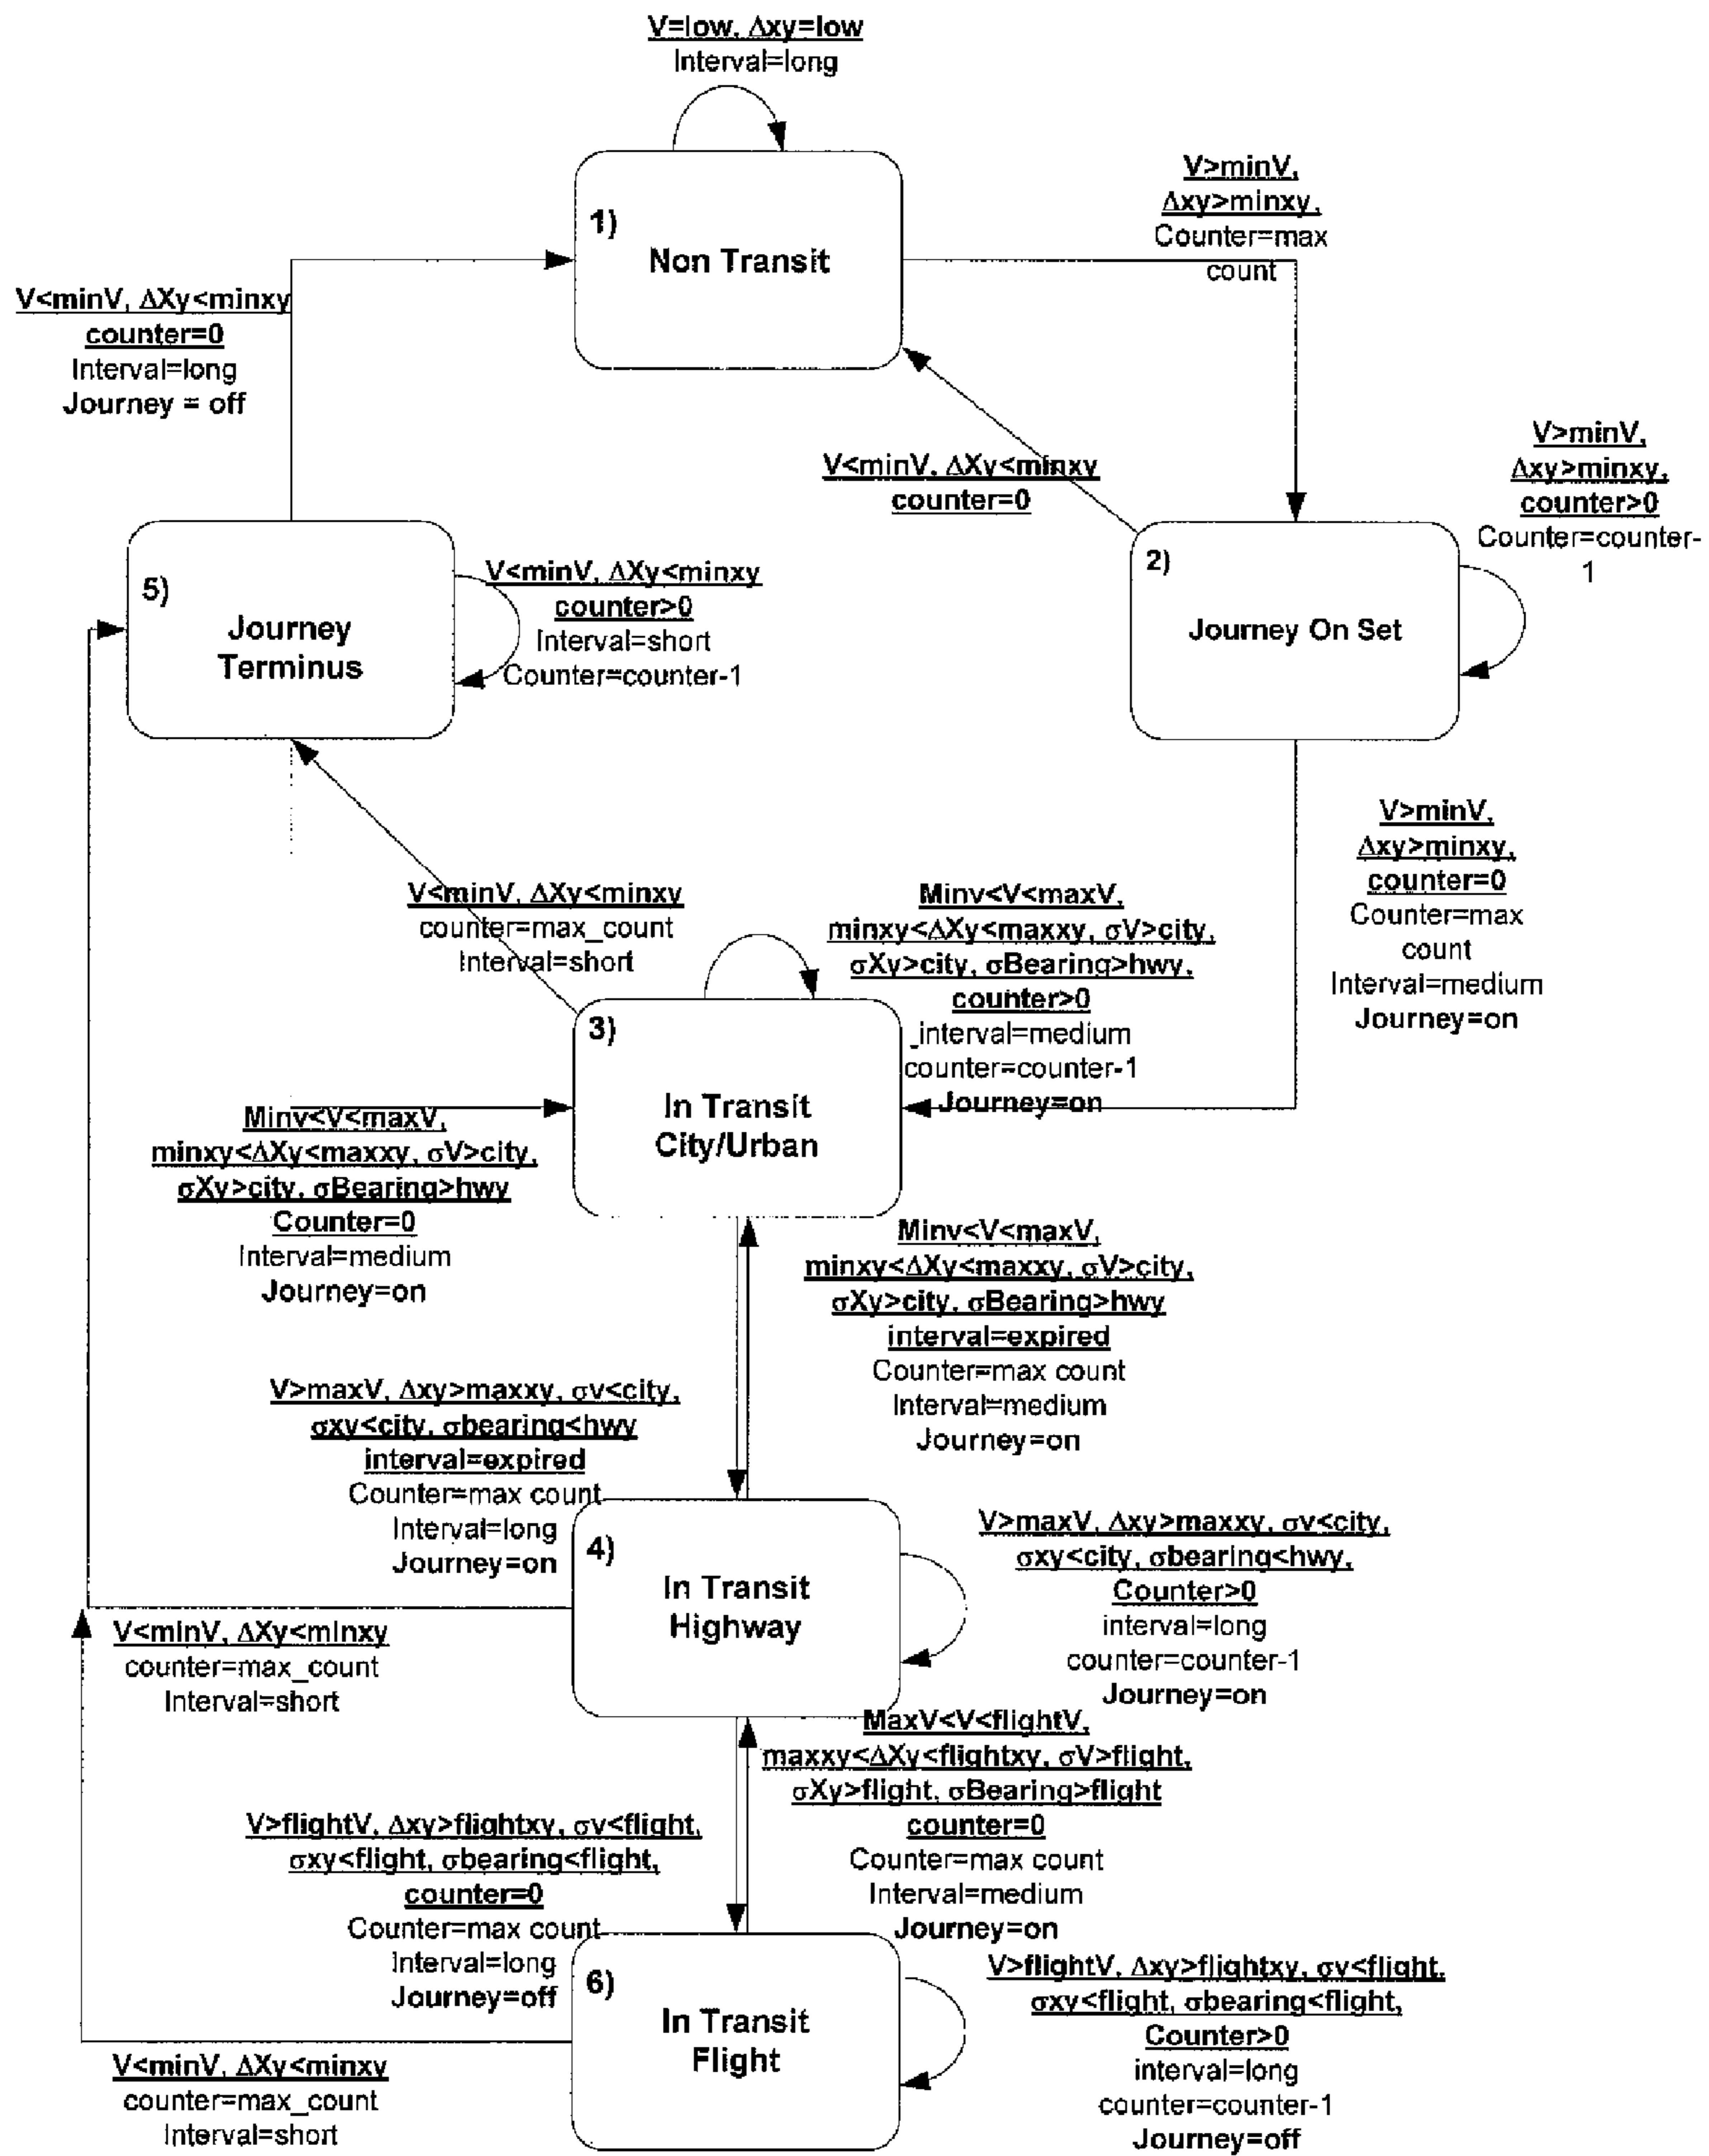 V=low, Δxy=low
Interval=long
1)
Non Transit
V>minV,
Δxy>minxy,
Counter=max
count
V<minV, ΔXy<minxy
counter=0
Interval=long
Journey = off
V<minV, ΔXy<minxy
counter=0
V>minV,
Δxy>minxy,
counter>0
Counter=counter-
1
2)
Journey On Set
5)
Journey
Terminus
V<minV, ΔXy<minxy
counter>0
Interval=short
Counter=counter-1
V>minV,
Δxy>minxy,
counter=0
Counter=max
count
Interval=medium
Journey=on
V<minV, ΔXy<minxy
counter=max_count
Interval=short
Minv<V<maxV,
minxy<ΔXy<maxxy, σV>city,
σXy>city, σBearing>hwy,
counter>0
interval=medium
counter=counter-1
Journey=on
3)
In Transit
City/Urban
Minv<V<maxV,
minxy<ΔXy<maxxy, σV>city,
σXy>city, σBearing>hwy
Counter=0
Interval=medium
Journey=on
Minv<V<maxV,
minxy<ΔXy<maxxy, σV>city,
σXy>city, σBearing>hwy
interval=expired
Counter=max count
Interval=medium
Journey=on
V>maxV, Δxy>maxxy, σv<city,
σxy<city, σbearing<hwy
interval=expired
Counter=max count
Interval=long
Journey=on
4)
In Transit
Highway
V>maxV, Δxy>maxxy, σv<city,
σxy<city, σbearing<hwy,
Counter>0
interval=long
counter=counter-1
Journey=on
V<minV, ΔXy<minxy
counter=max_count
Interval=short
MaxV<V<flightV,
maxxy<ΔXy<flightxy, σV>flight,
σXy>flight, σBearing>flight
counter=0
Counter=max count
Interval=medium
Journey=on
V>flightV, Δxy>flightxy, σv<flight,
σxy<flight, σbearing<flight,
counter=0
Counter=max count
Interval=long
Journey=off
6)
In Transit
Flight
V>flightV, Δxy>flightxy, σv<flight,
σxy<flight, σbearing<flight,
Counter>0
interval=long
counter=counter-1
Journey=off
V<minV, ΔXy<minxy
counter=max_count
Interval=short